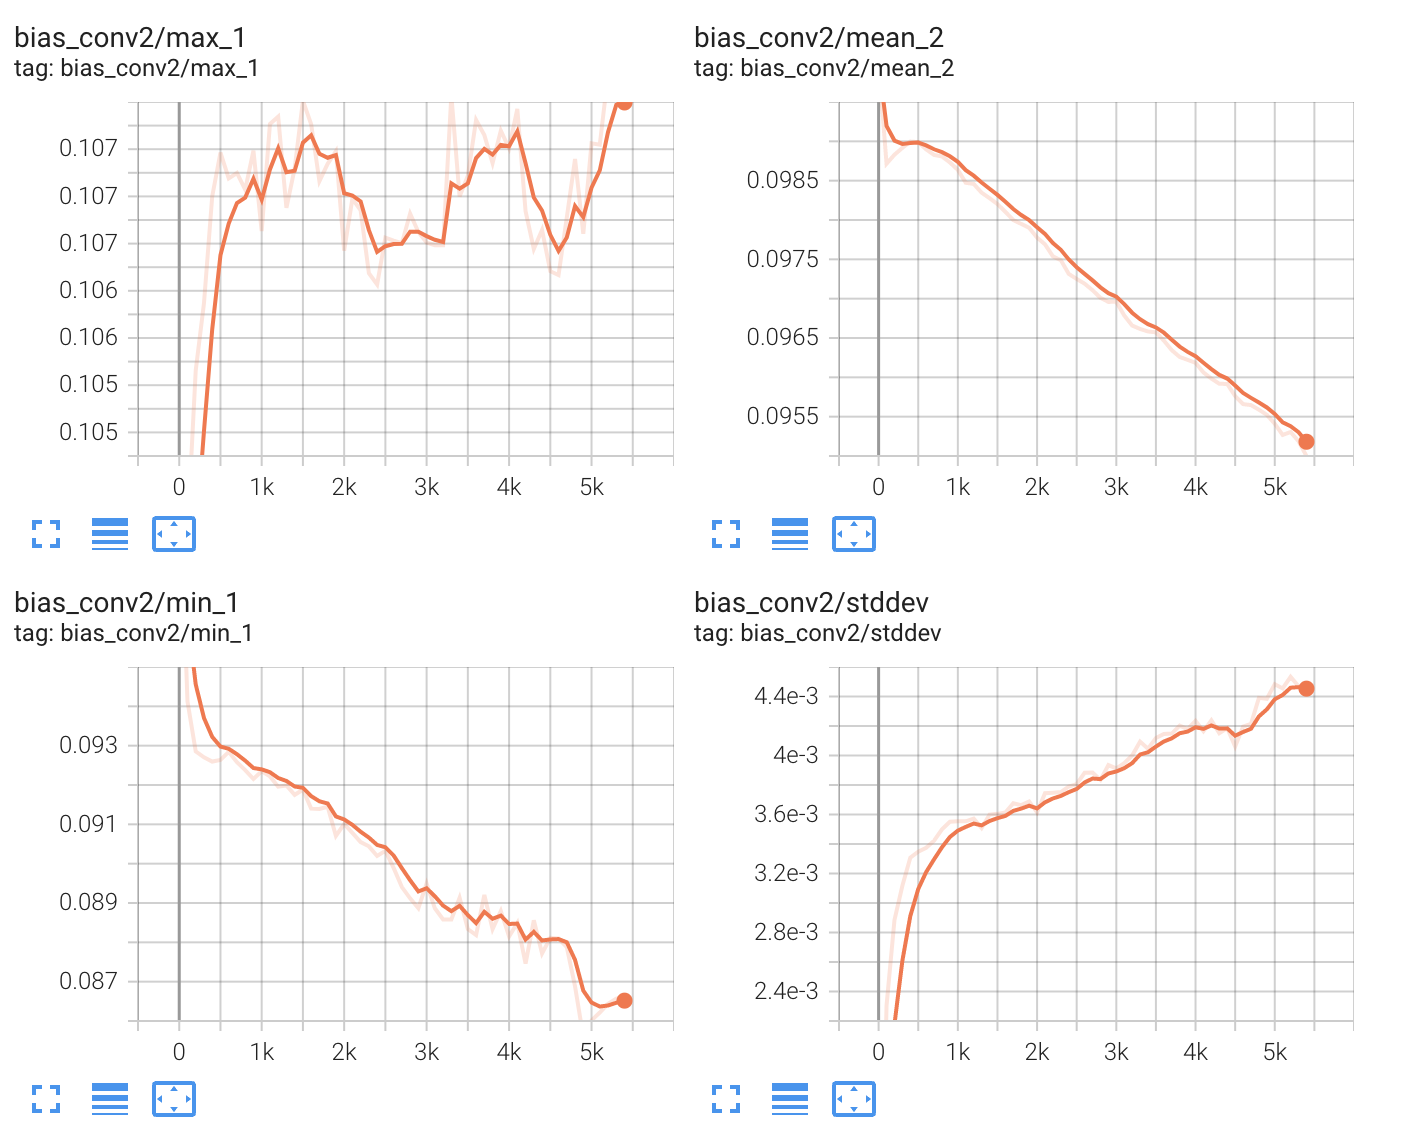 bias_conv2/max_1
tag: bias_conv2/max_1
0.107
0.107
0.107
0.106
0.106
0.105
0.105
0 1k 2k 3k 4k 5k
bias_conv2/mean_2
tag: bias_conv2/mean_2
0.0985
0.0975
0.0965
0.0955
0 1k 2k 3k 4k 5k
bias_conv2/min_1
tag: bias_conv2/min_1
0.093
0.091
0.089
0.087
0 1k 2k 3k 4k 5k
bias_conv2/stddev
tag: bias_conv2/stddev
4.4e-3
4e-3
3.6e-3
3.2e-3
2.8e-3
2.4e-3
0 1k 2k 3k 4k 5k